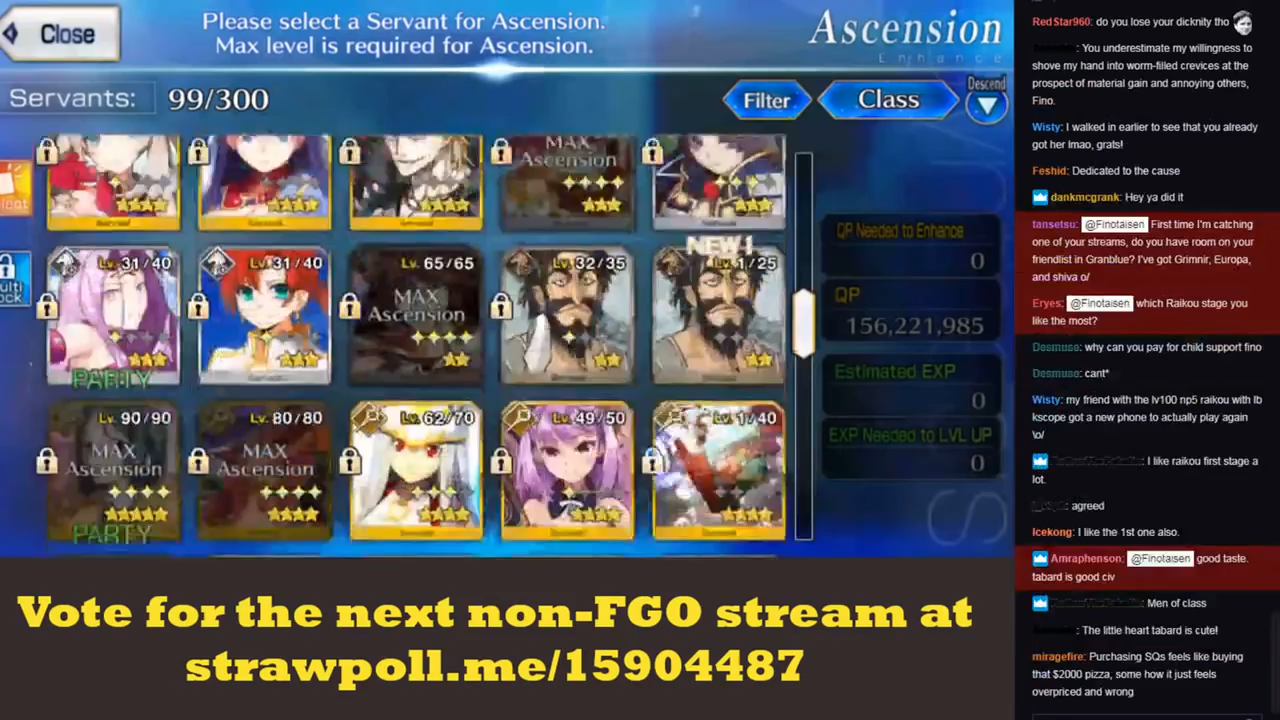 Close
Please select a Servant for Ascension.
Max level is required for Ascension.
Ascension
Enhance
Servants: 99/300
Filter
Class
Descend
MAX
Ascension
NEW!
Lv. 31/40
Lv. 31/40
Lv. 65/65
Lv. 32/35
Lv. 1/25
MAX
Ascension
PARTY
Lv. 90/90
Lv. 80/80
Lv. 62/70
Lv. 49/50
Lv. 1/40
MAX
Ascension
MAX
Ascension
PARTY
QP Needed to Enhance
0
QP
156,221,985
Estimated EXP
0
EXP Needed to LVL UP
0
Vote for the next non-FGO stream at
strawpoll.me/15904487
RedStar960: do you lose your dicknity tho
: You underestimate my willingness to
shove my hand into worm-filled crevices at the
prospect of material gain and annoying others,
Fino.
Wisty: I walked in earlier to see that you already
got her lmao, grats!
Feshid: Dedicated to the cause
dankmcgrank: Hey ya did it
tansetsu: @Finotaisen First time I'm catching
one of your streams, do you have room on your
friendlist in Granblue? I've got Grimnir, Europa,
and shiva o/
Eryes: @Finotaisen which Raikou stage you
like the most?
Desmuse: why can you pay for child support fino
Desmuse: cant*
Wisty: my friend with the lv100 np5 raikou with lb
kscope got a new phone to actually play again
\o/
: I like raikou first stage a
lot.
: agreed
Icekong: I like the 1st one also.
Amraphenson: @Finotaisen good taste.
tabard is good civ
: Men of class
: The little heart tabard is cute!
miragefire: Purchasing SQs feels like buying
that $2000 pizza, some how it just feels
overpriced and wrong